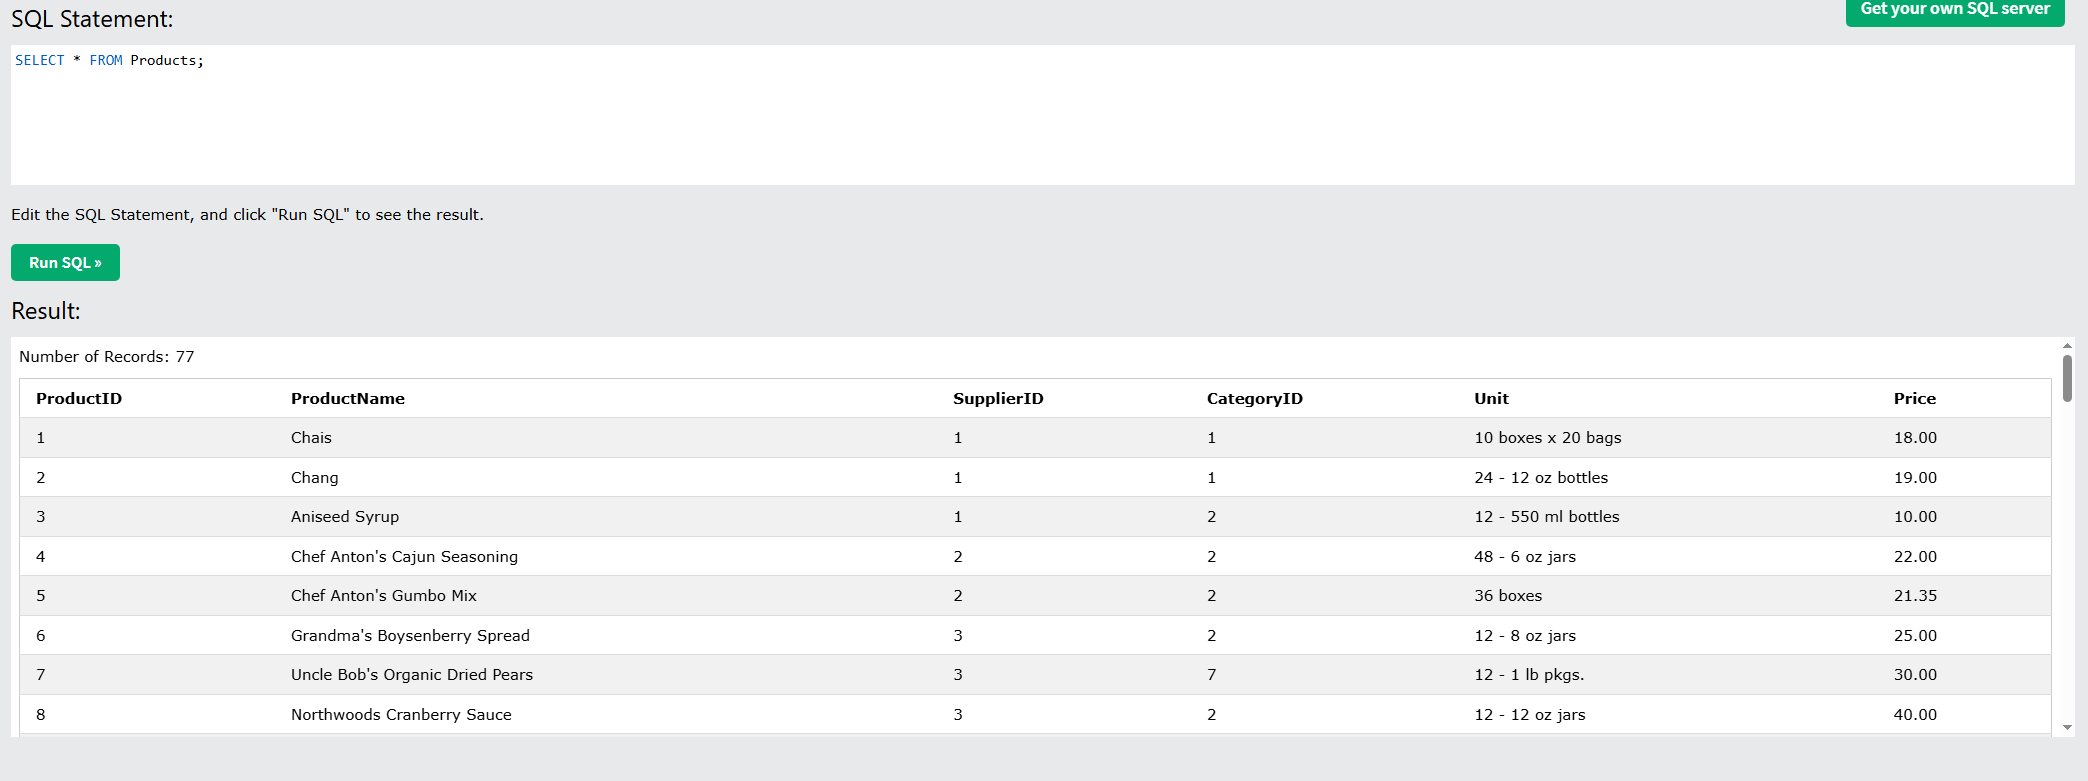 SQL Statement:
Get your own SQL server
SELECT * FROM Products;
Edit the SQL Statement, and click "Run SQL" to see the result.
Run SQL »
Result:
Number of Records: 77
ProductID ProductName SupplierID CategoryID Unit Price
1 Chais 1 1 10 boxes x 20 bags 18.00
2 Chang 1 1 24 - 12 oz bottles 19.00
3 Aniseed Syrup 1 2 12 - 550 ml bottles 10.00
4 Chef Anton's Cajun Seasoning 2 2 48 - 6 oz jars 22.00
5 Chef Anton's Gumbo Mix 2 2 36 boxes 21.35
6 Grandma's Boysenberry Spread 3 2 12 - 8 oz jars 25.00
7 Uncle Bob's Organic Dried Pears 3 7 12 - 1 lb pkgs. 30.00
8 Northwoods Cranberry Sauce 3 2 12 - 12 oz jars 40.00